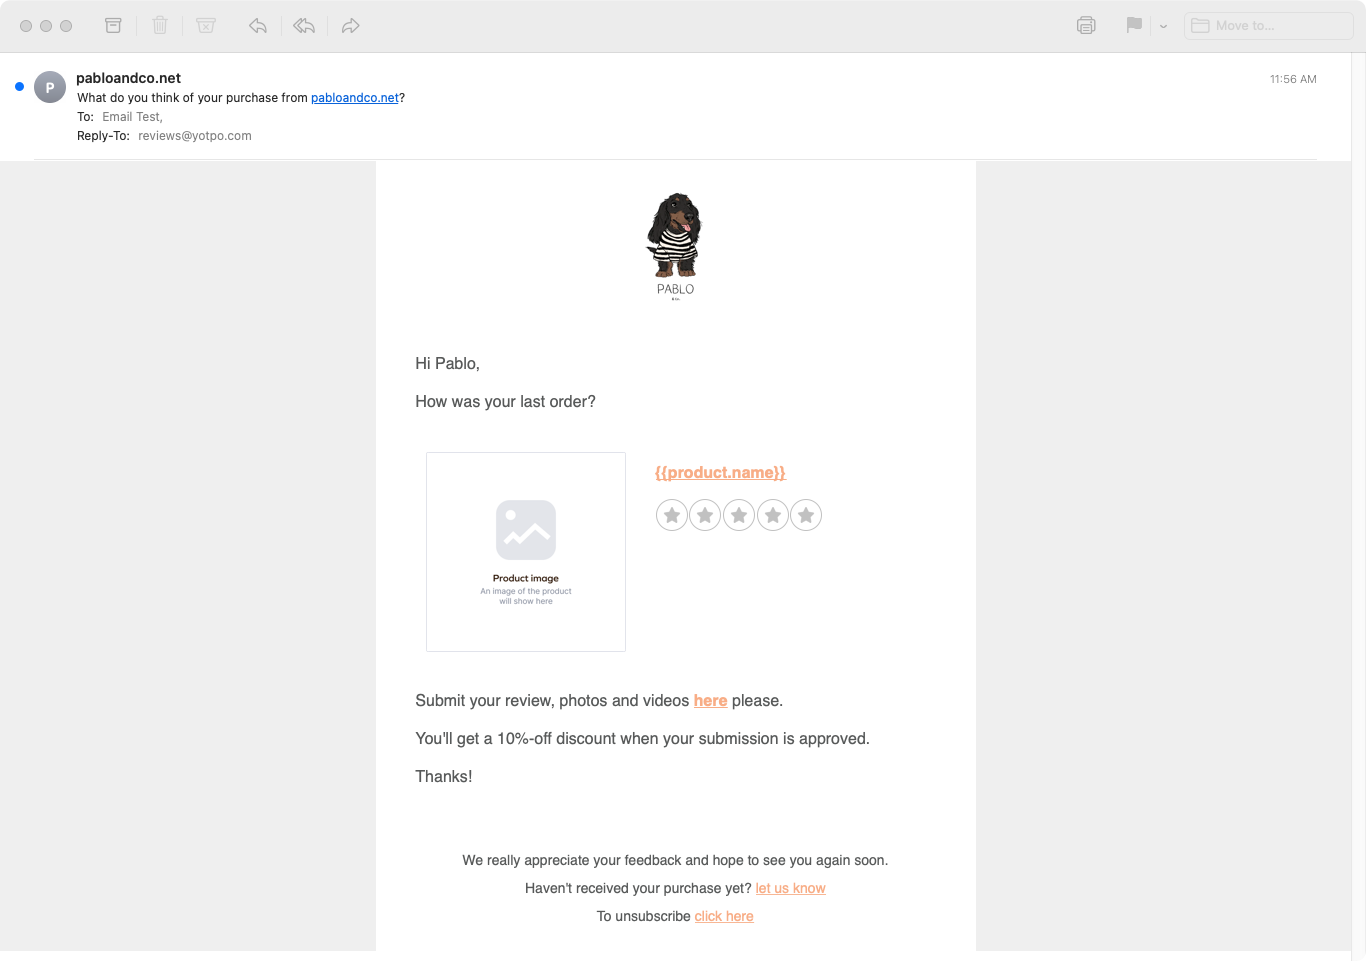 Move to...
P
pabloandco.net
11:56 AM
What do you think of your purchase from pabloandco.net?
To: Email Test,
Reply-To: reviews@yotpo.com
PABLO
& Co.
Hi Pablo,
How was your last order?
{{product.name}}
Product image
An image of the product
will show here
Submit your review, photos and videos here please.
You'll get a 10%-off discount when your submission is approved.
Thanks!
We really appreciate your feedback and hope to see you again soon.
Haven't received your purchase yet? let us know
To unsubscribe click here